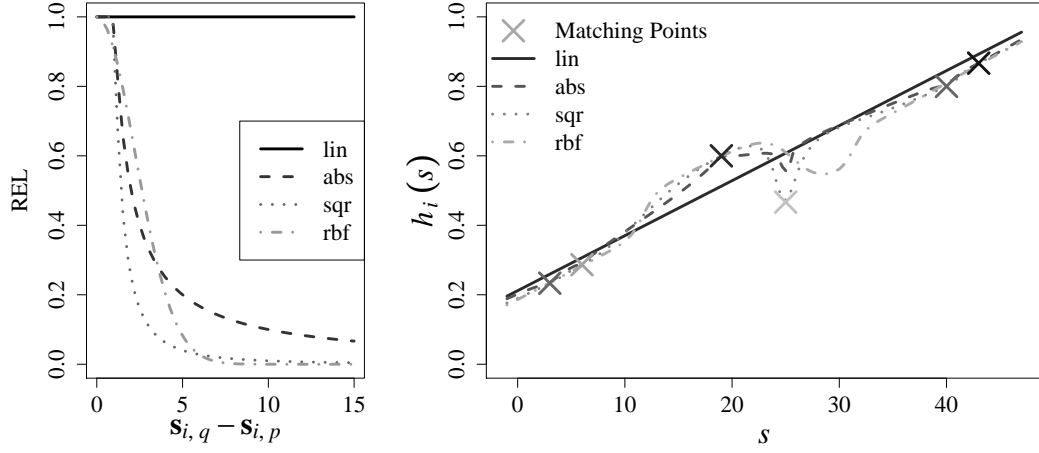 REL
0.0 0.2 0.4 0.6 0.8 1.0
lin
abs
sqr
rbf
0 5 10 15
s_{i, q} − s_{i, p}
h_i (s)
0.0 0.2 0.4 0.6 0.8 1.0
Matching Points
lin
abs
sqr
rbf
0 10 20 30 40
s